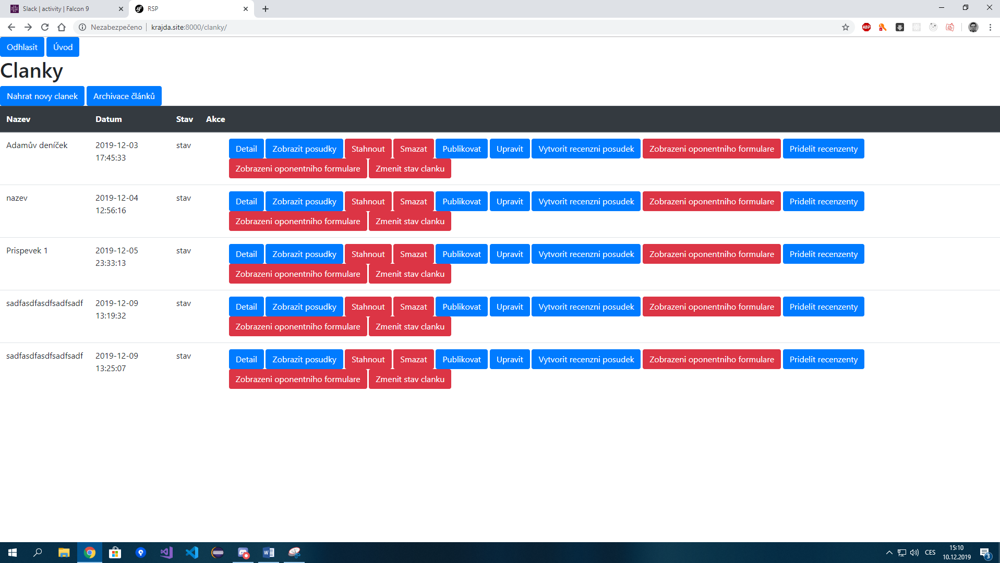 Slack | activity | Falcon 9
RSP
Nezabezpečeno | krajda.site:8000/clanky/
ABP
Odhlasit Úvod
Clanky
Nahrat novy clanek Archivace článků
Nazev Datum Stav Akce
Adamův deníček 2019-12-03 stav Detail Zobrazit posudky Stahnout Smazat Publikovat Upravit Vytvorit recenzni posudek Zobrazeni oponentniho formulare Pridelit recenzenty
17:45:33 Zobrazeni oponentniho formulare Zmenit stav clanku
nazev 2019-12-04 stav Detail Zobrazit posudky Stahnout Smazat Publikovat Upravit Vytvorit recenzni posudek Zobrazeni oponentniho formulare Pridelit recenzenty
12:56:16 Zobrazeni oponentniho formulare Zmenit stav clanku
Prispevek 1 2019-12-05 stav Detail Zobrazit posudky Stahnout Smazat Publikovat Upravit Vytvorit recenzni posudek Zobrazeni oponentniho formulare Pridelit recenzenty
23:33:13 Zobrazeni oponentniho formulare Zmenit stav clanku
sadfasdfasdfsadfsadf 2019-12-09 stav Detail Zobrazit posudky Stahnout Smazat Publikovat Upravit Vytvorit recenzni posudek Zobrazeni oponentniho formulare Pridelit recenzenty
13:19:32 Zobrazeni oponentniho formulare Zmenit stav clanku
sadfasdfasdfsadfsadf 2019-12-09 stav Detail Zobrazit posudky Stahnout Smazat Publikovat Upravit Vytvorit recenzni posudek Zobrazeni oponentniho formulare Pridelit recenzenty
13:25:07 Zobrazeni oponentniho formulare Zmenit stav clanku
CES
15:10
10.12.2019
3